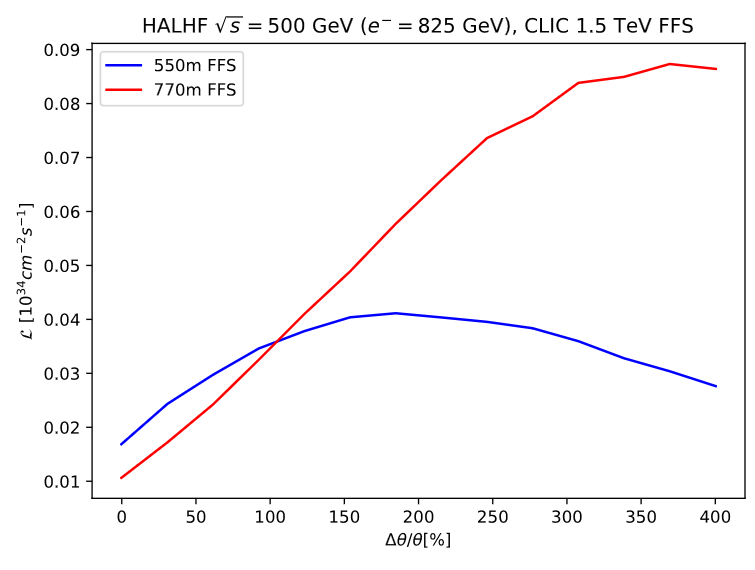 HALHF √s = 500 GeV (e⁻ = 825 GeV), CLIC 1.5 TeV FFS
550m FFS
770m FFS
0.09
0.08
0.07
0.06
0.05
0.04
0.03
0.02
0.01
ℒ [10³⁴cm⁻²s⁻¹]
0 50 100 150 200 250 300 350 400
Δθ/θ[%]